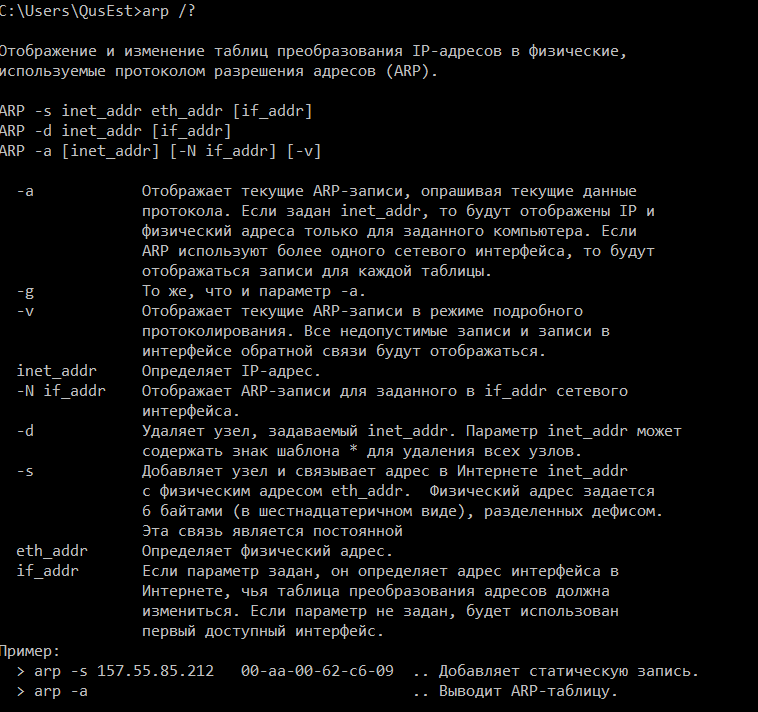 C:\Users\QusEst>arp /?
Отображение и изменение таблиц преобразования IP-адресов в физические,
используемые протоколом разрешения адресов (ARP).
ARP -s inet_addr eth_addr [if_addr]
ARP -d inet_addr [if_addr]
ARP -a [inet_addr] [-N if_addr] [-v]
-a Отображает текущие ARP-записи, опрашивая текущие данные
протокола. Если задан inet_addr, то будут отображены IP и
физический адреса только для заданного компьютера. Если
ARP используют более одного сетевого интерфейса, то будут
отображаться записи для каждой таблицы.
-g То же, что и параметр -a.
-v Отображает текущие ARP-записи в режиме подробного
протоколирования. Все недопустимые записи и записи в
интерфейсе обратной связи будут отображаться.
inet_addr Определяет IP-адрес.
-N if_addr Отображает ARP-записи для заданного в if_addr сетевого
интерфейса.
-d Удаляет узел, задаваемый inet_addr. Параметр inet_addr может
содержать знак шаблона * для удаления всех узлов.
-s Добавляет узел и связывает адрес в Интернете inet_addr
с физическим адресом eth_addr. Физический адрес задается
6 байтами (в шестнадцатеричном виде), разделенных дефисом.
Эта связь является постоянной
eth_addr Определяет физический адрес.
if_addr Если параметр задан, он определяет адрес интерфейса в
Интернете, чья таблица преобразования адресов должна
измениться. Если параметр не задан, будет использован
первый доступный интерфейс.
Пример:
> arp -s 157.55.85.212 00-aa-00-62-c6-09 .. Добавляет статическую запись.
> arp -a .. Выводит ARP-таблицу.